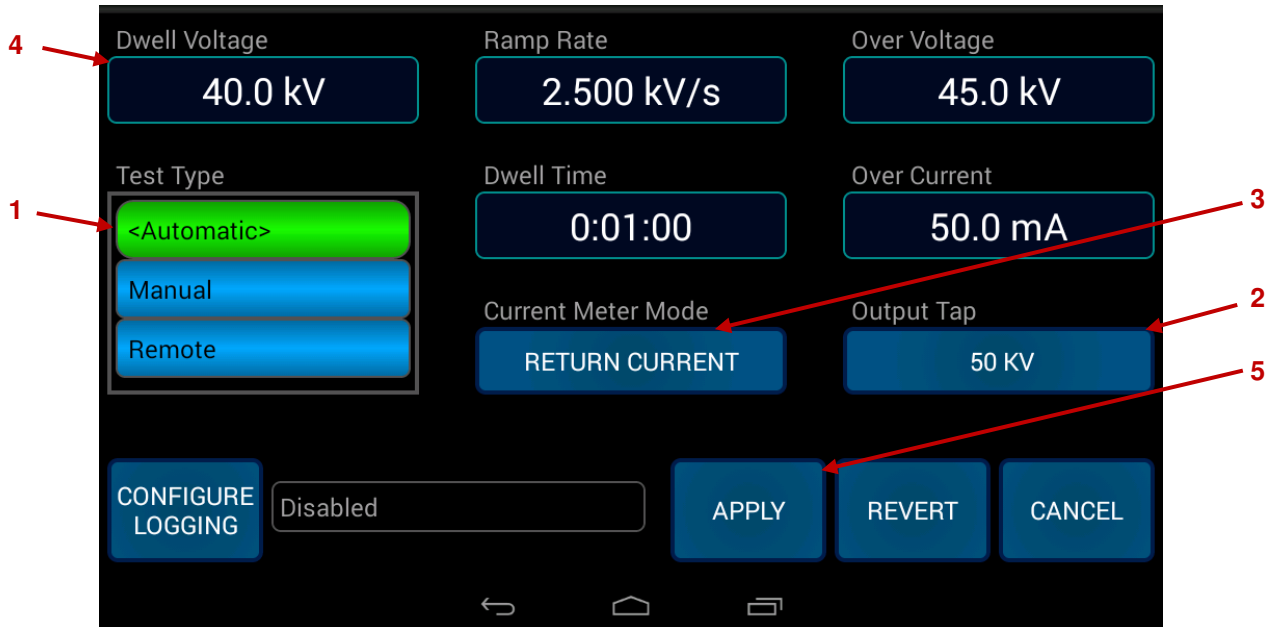 4
Dwell Voltage
Ramp Rate
Over Voltage
40.0 kV
2.500 kV/s
45.0 kV
Test Type
Dwell Time
Over Current
1
<Automatic>
0:01:00
50.0 mA
3
Manual
Current Meter Mode
Output Tap
2
Remote
RETURN CURRENT
50 KV
5
CONFIGURE
LOGGING
Disabled
APPLY
REVERT
CANCEL